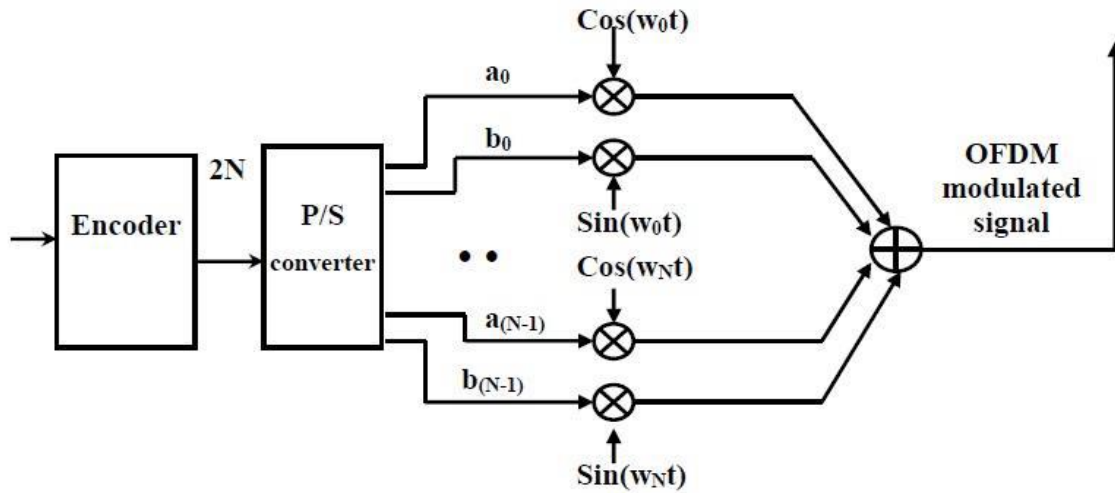 Cos(w₀t)
a₀
b₀
2N
Encoder
P/S
converter
Sin(w₀t)
Cos(wNt)
a(N-1)
b(N-1)
Sin(wNt)
OFDM
modulated
signal